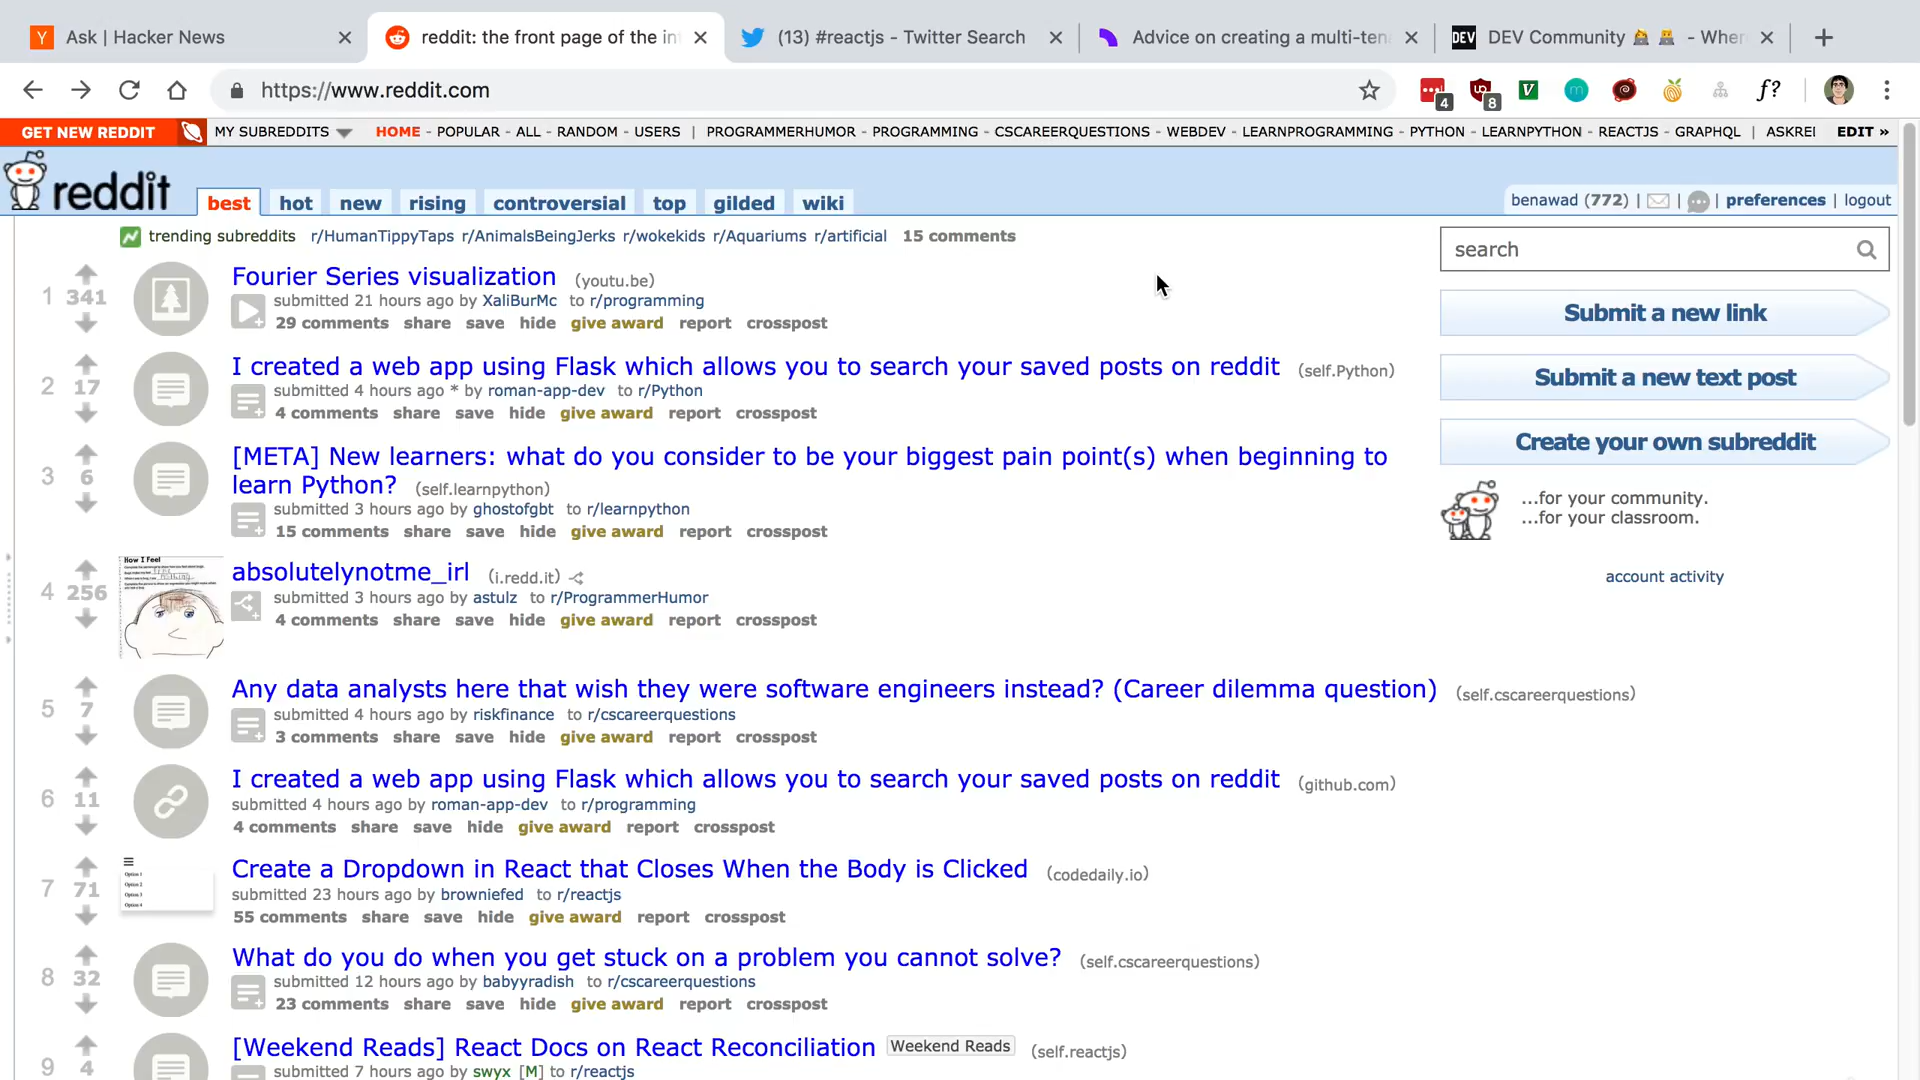 Ask | Hacker News
reddit: the front page of the in
(13) #reactjs - Twitter Search
Advice on creating a multi-ten
DEV Community - Wher
https://www.reddit.com
4
8
f?
GET NEW REDDIT
MY SUBREDDITS
HOME - POPULAR - ALL - RANDOM - USERS | PROGRAMMERHUMOR - PROGRAMMING - CSCAREERQUESTIONS - WEBDEV - LEARNPROGRAMMING - PYTHON - LEARNPYTHON - REACTJS - GRAPHQL | ASKREI
EDIT »
reddit
best hot new rising controversial top gilded wiki
benawad (772) | | | preferences | logout
trending subreddits r/HumanTippyTaps r/AnimalsBeingJerks r/wokekids r/Aquariums r/artificial 15 comments
search
Submit a new link
Submit a new text post
Create your own subreddit
...for your community.
...for your classroom.
account activity
1
341
Fourier Series visualization (youtu.be)
submitted 21 hours ago by XaliBurMc to r/programming
29 comments share save hide give award report crosspost
2
17
I created a web app using Flask which allows you to search your saved posts on reddit (self.Python)
submitted 4 hours ago * by roman-app-dev to r/Python
4 comments share save hide give award report crosspost
3
6
[META] New learners: what do you consider to be your biggest pain point(s) when beginning to
learn Python? (self.learnpython)
submitted 3 hours ago by ghostofgbt to r/learnpython
15 comments share save hide give award report crosspost
4
256
How I Feel
absolutelynotme_irl (i.redd.it)
submitted 3 hours ago by astulz to r/ProgrammerHumor
4 comments share save hide give award report crosspost
5
7
Any data analysts here that wish they were software engineers instead? (Career dilemma question) (self.cscareerquestions)
submitted 4 hours ago by riskfinance to r/cscareerquestions
3 comments share save hide give award report crosspost
6
11
I created a web app using Flask which allows you to search your saved posts on reddit (github.com)
submitted 4 hours ago by roman-app-dev to r/programming
4 comments share save hide give award report crosspost
7
71
Option 1
Option 2
Option 3
Option 4
Create a Dropdown in React that Closes When the Body is Clicked (codedaily.io)
submitted 23 hours ago by browniefed to r/reactjs
55 comments share save hide give award report crosspost
8
32
What do you do when you get stuck on a problem you cannot solve? (self.cscareerquestions)
submitted 12 hours ago by babyyradish to r/cscareerquestions
23 comments share save hide give award report crosspost
9
4
[Weekend Reads] React Docs on React Reconciliation Weekend Reads (self.reactjs)
submitted 7 hours ago by swyx [M] to r/reactjs